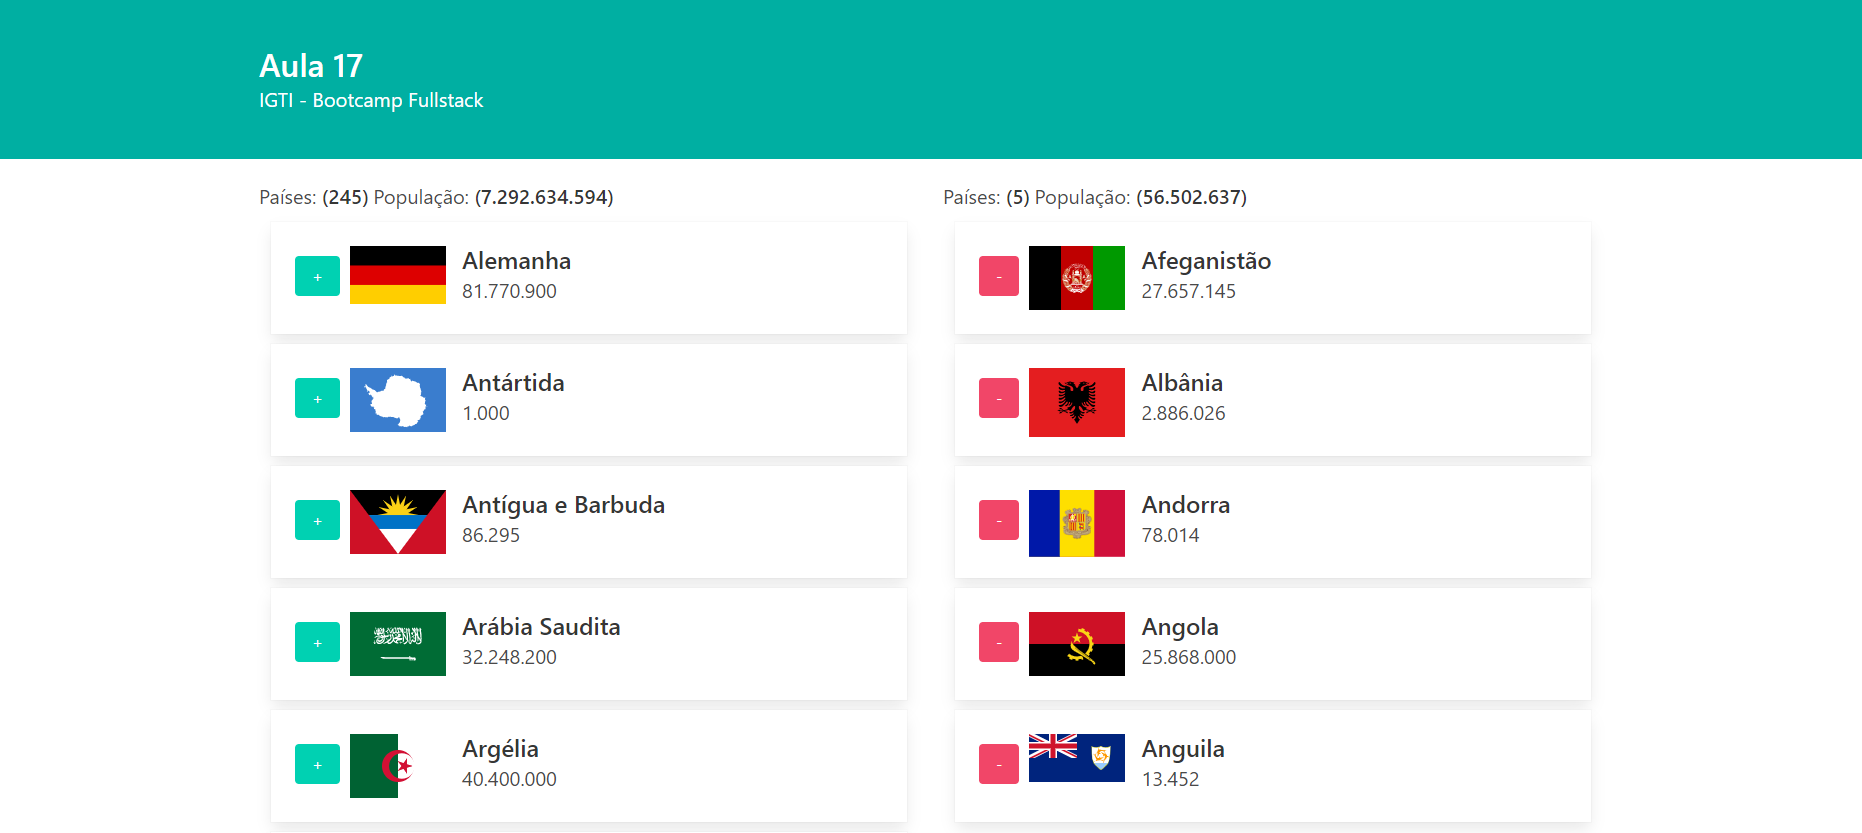 Aula 17
IGTI - Bootcamp Fullstack
Países: (245) População: (7.292.634.594)
+
Alemanha
81.770.900
+
Antártida
1.000
+
Antígua e Barbuda
86.295
+
Arábia Saudita
32.248.200
+
Argélia
40.400.000
Países: (5) População: (56.502.637)
-
Afeganistão
27.657.145
-
Albânia
2.886.026
-
Andorra
78.014
-
Angola
25.868.000
-
Anguila
13.452